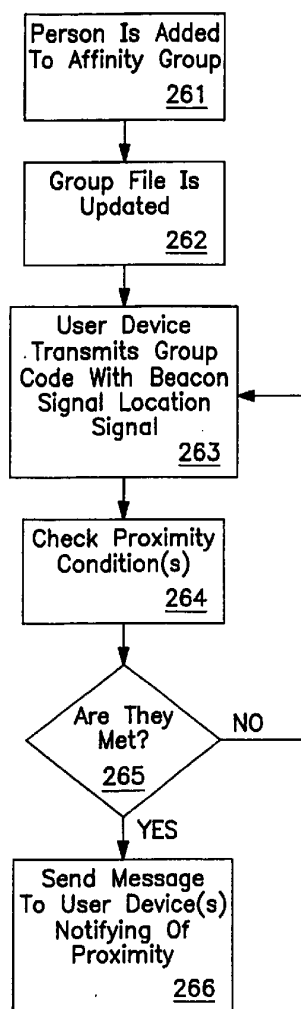 Person Is Added
To Affinity Group
261
Group File Is
Updated
262
User Device
Transmits Group
Code With Beacon
Signal Location
Signal
263
Check Proximity
Condition(s)
264
Are They
Met?
265
NO
YES
Send Message
To User Device(s)
Notifying Of
Proximity
266